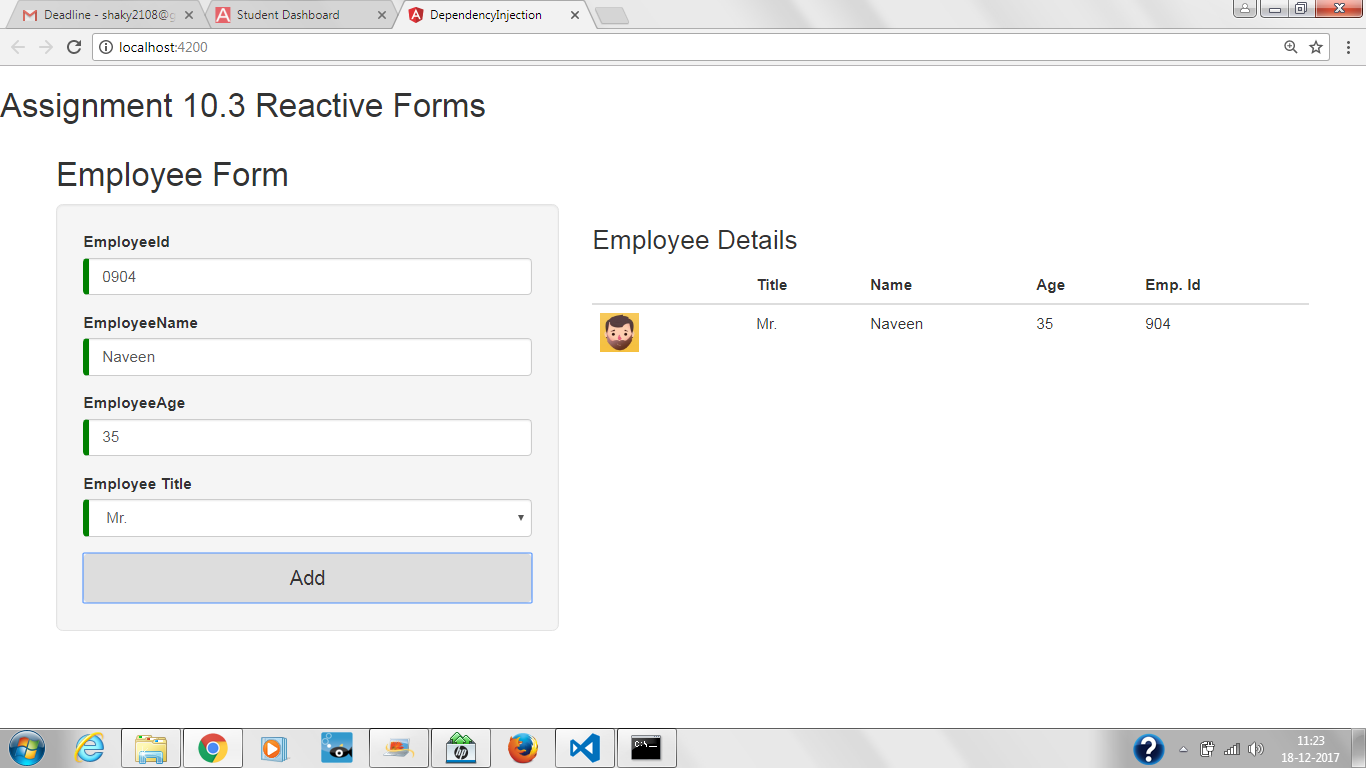 Deadline - shaky2108@g
Student Dashboard
DependencyInjection
localhost:4200
Assignment 10.3 Reactive Forms
Employee Form
EmployeeId
0904
EmployeeName
Naveen
EmployeeAge
35
Employee Title
Mr.
Add
Employee Details
Title Name Age Emp. Id
Mr. Naveen 35 904
C:\
hp
11:23
18-12-2017